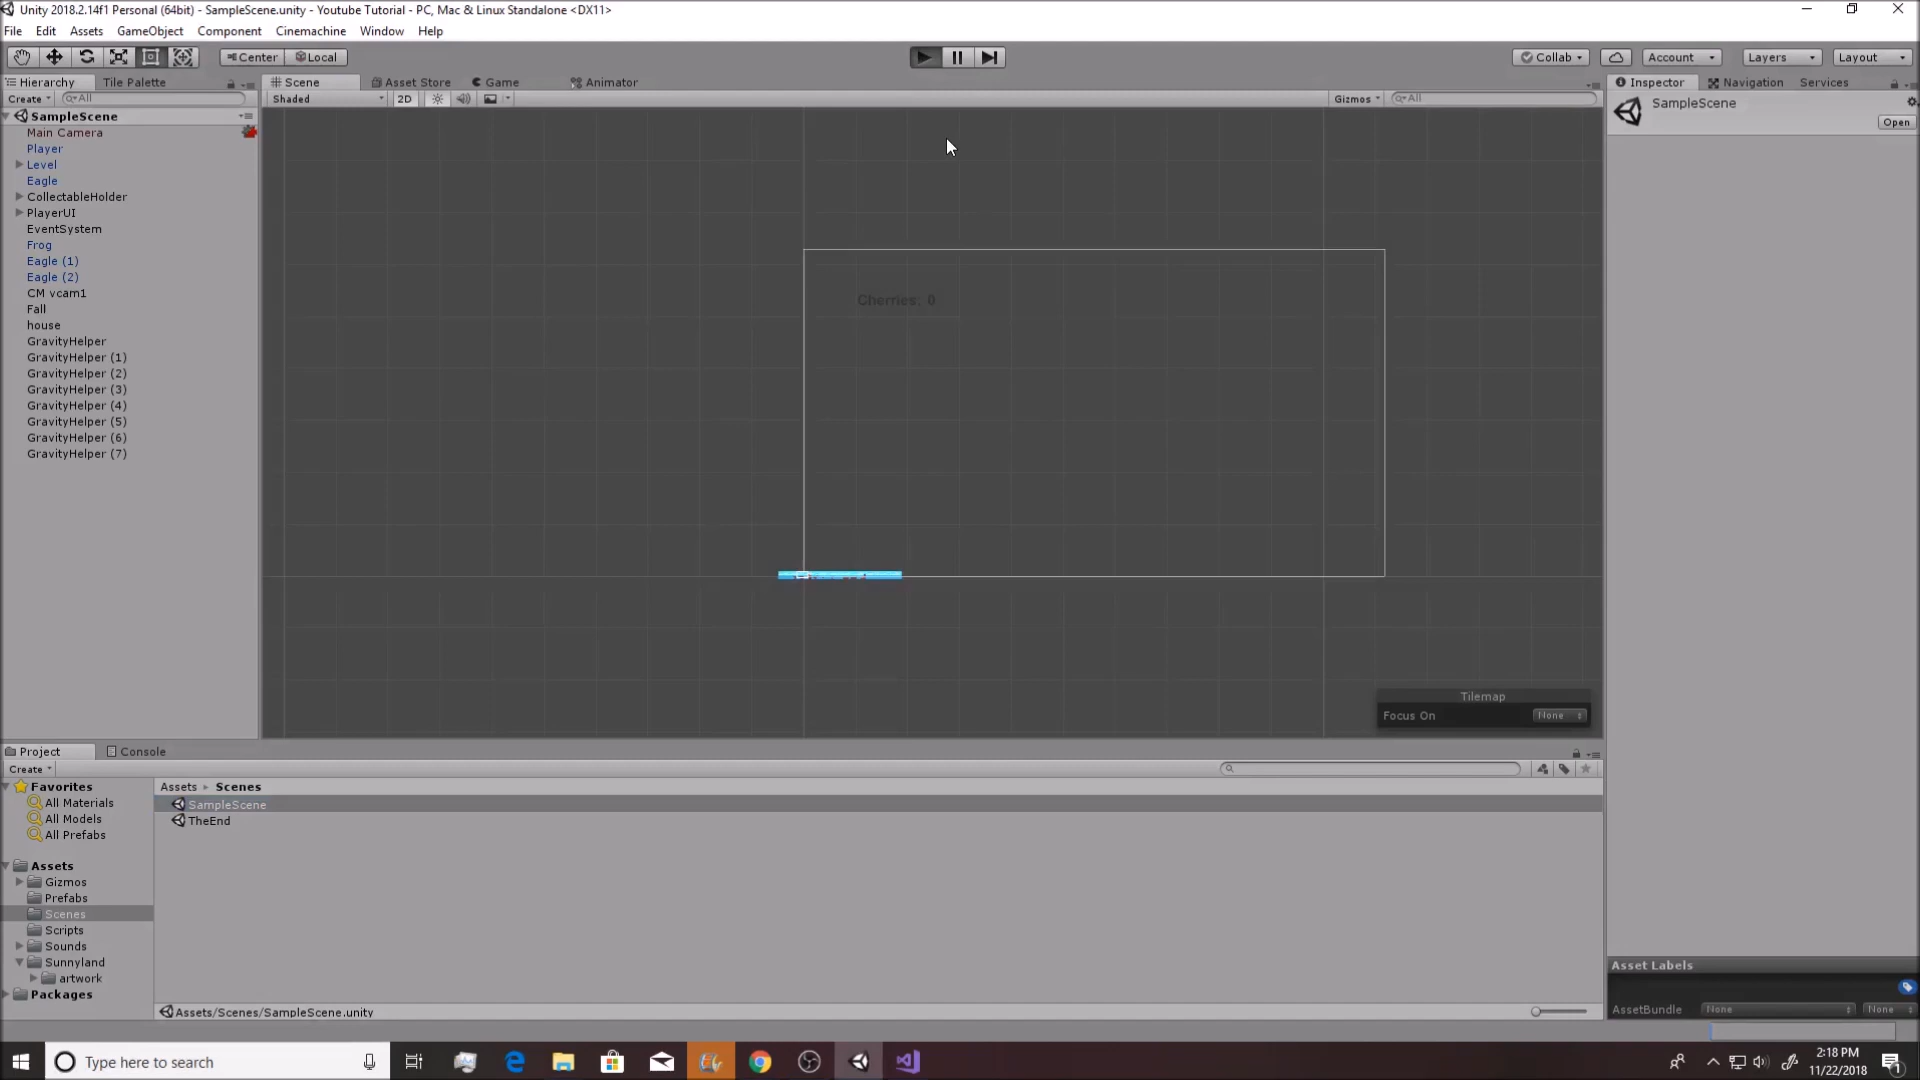 Unity 2018.2.14f1 Personal (64bit) - SampleScene.unity - Youtube Tutorial - PC, Mac & Linux Standalone <DX11>
File Edit Assets GameObject Component Cinemachine Window Help
Center Local Collab Account Layers Layout
Hierarchy Tile Palette Scene Asset Store Game Animator Inspector Navigation Services
Create All Shaded 2D Gizmos All
SampleScene
SampleScene
Open
Main Camera
Player
Level
Eagle
CollectableHolder
PlayerUI
EventSystem
Frog
Eagle (1)
Eagle (2)
CM vcam1
Fall
house
GravityHelper
GravityHelper (1)
GravityHelper (2)
GravityHelper (3)
GravityHelper (4)
GravityHelper (5)
GravityHelper (6)
GravityHelper (7)
Cherries: 0
Tilemap
Focus On None
Project Console
Create
Favorites
All Materials
All Models
All Prefabs
Assets
Gizmos
Prefabs
Scenes
Scripts
Sounds
Sunnyland
artwork
Packages
Assets Scenes
SampleScene
TheEnd
Assets/Scenes/SampleScene.unity
Asset Labels
AssetBundle None None
Type here to search
2:18 PM
11/22/2018
1